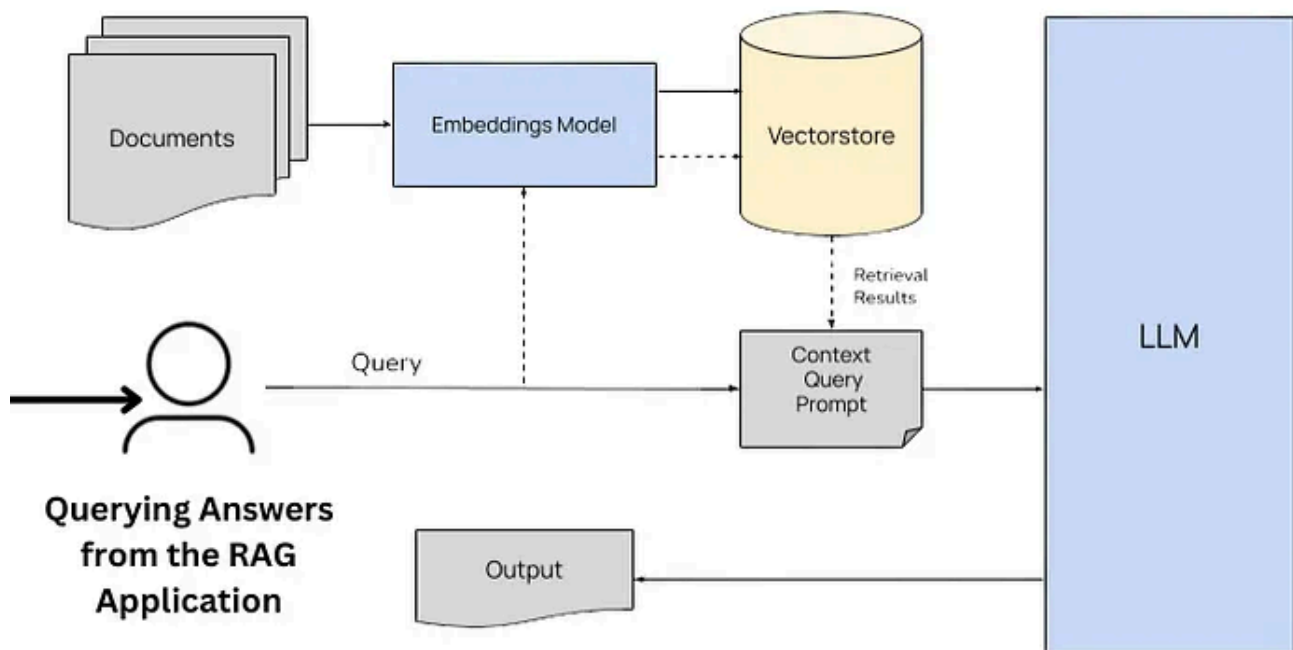 Documents
Embeddings Model
Vectorstore
Retrieval
Results
LLM
Query
Context
Query
Prompt
Querying Answers
from the RAG
Application
Output